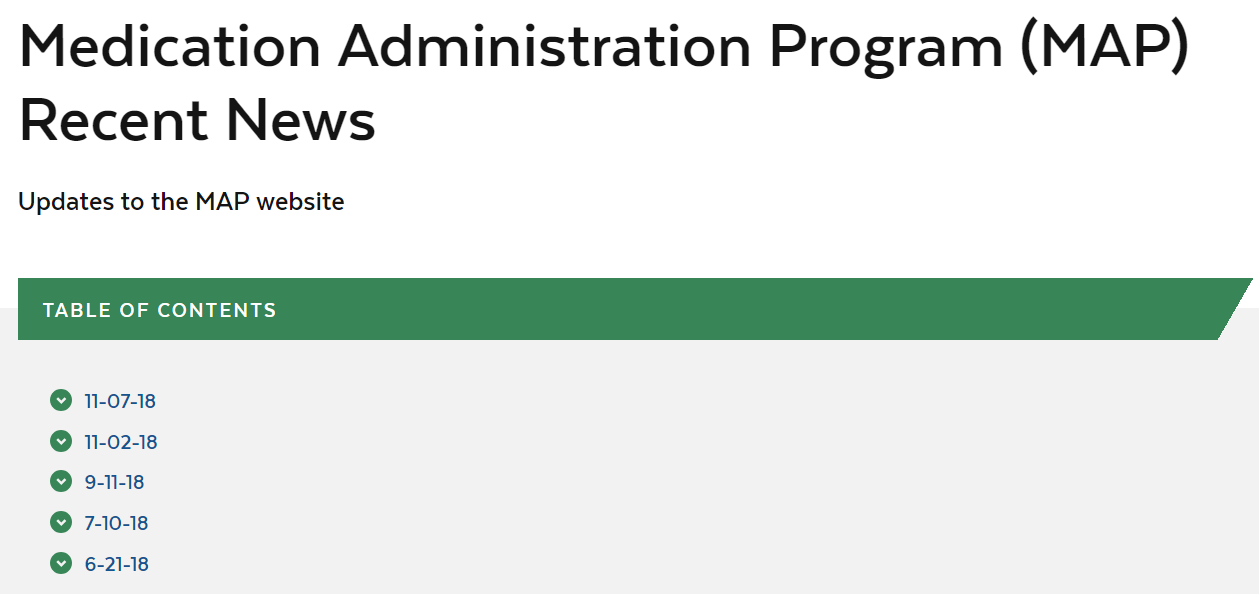 Medication Administration Program (MAP)
Recent News
Updates to the MAP website
TABLE OF CONTENTS
11-07-18
11-02-18
9-11-18
7-10-18
6-21-18